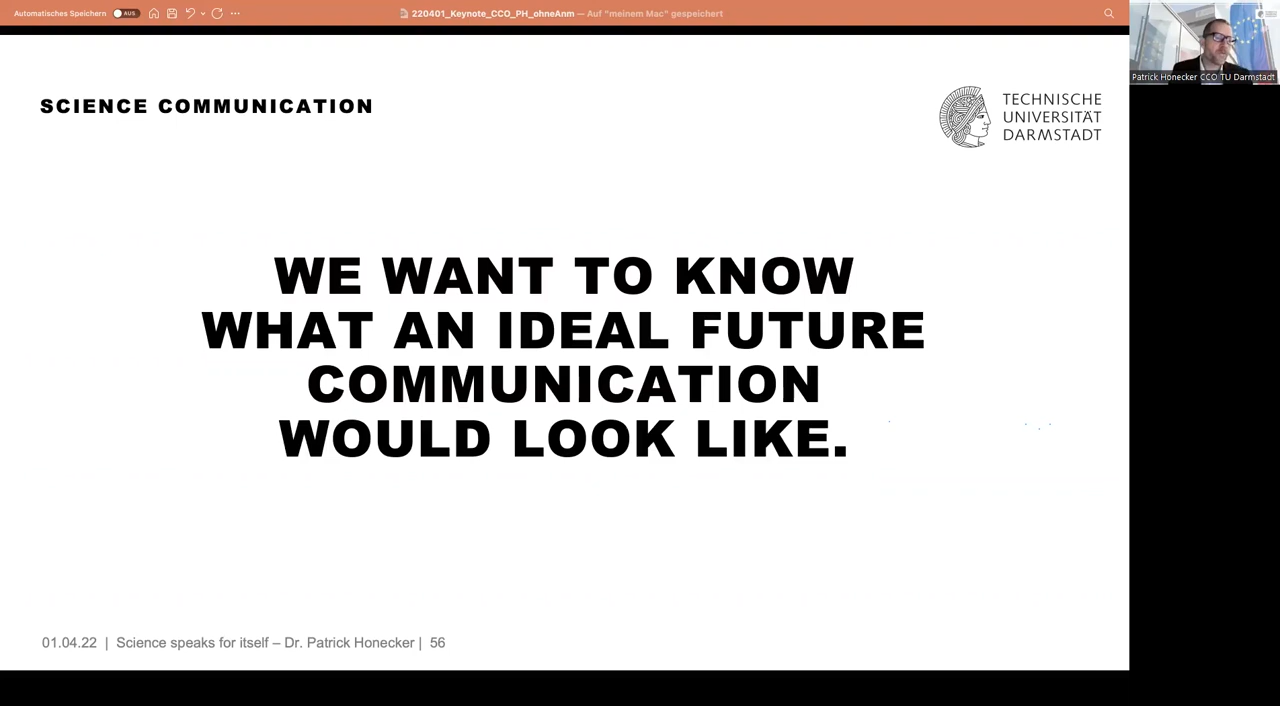 Automatisches Speichern AUS
220401_Keynote_CCO_PH_ohneAnm — Auf "meinem Mac" gespeichert
Patrick Honecker CCO TU Darmstadt
SCIENCE COMMUNICATION
TECHNISCHE
UNIVERSITÄT
DARMSTADT
WE WANT TO KNOW
WHAT AN IDEAL FUTURE
COMMUNICATION
WOULD LOOK LIKE.
01.04.22 | Science speaks for itself – Dr. Patrick Honecker | 56